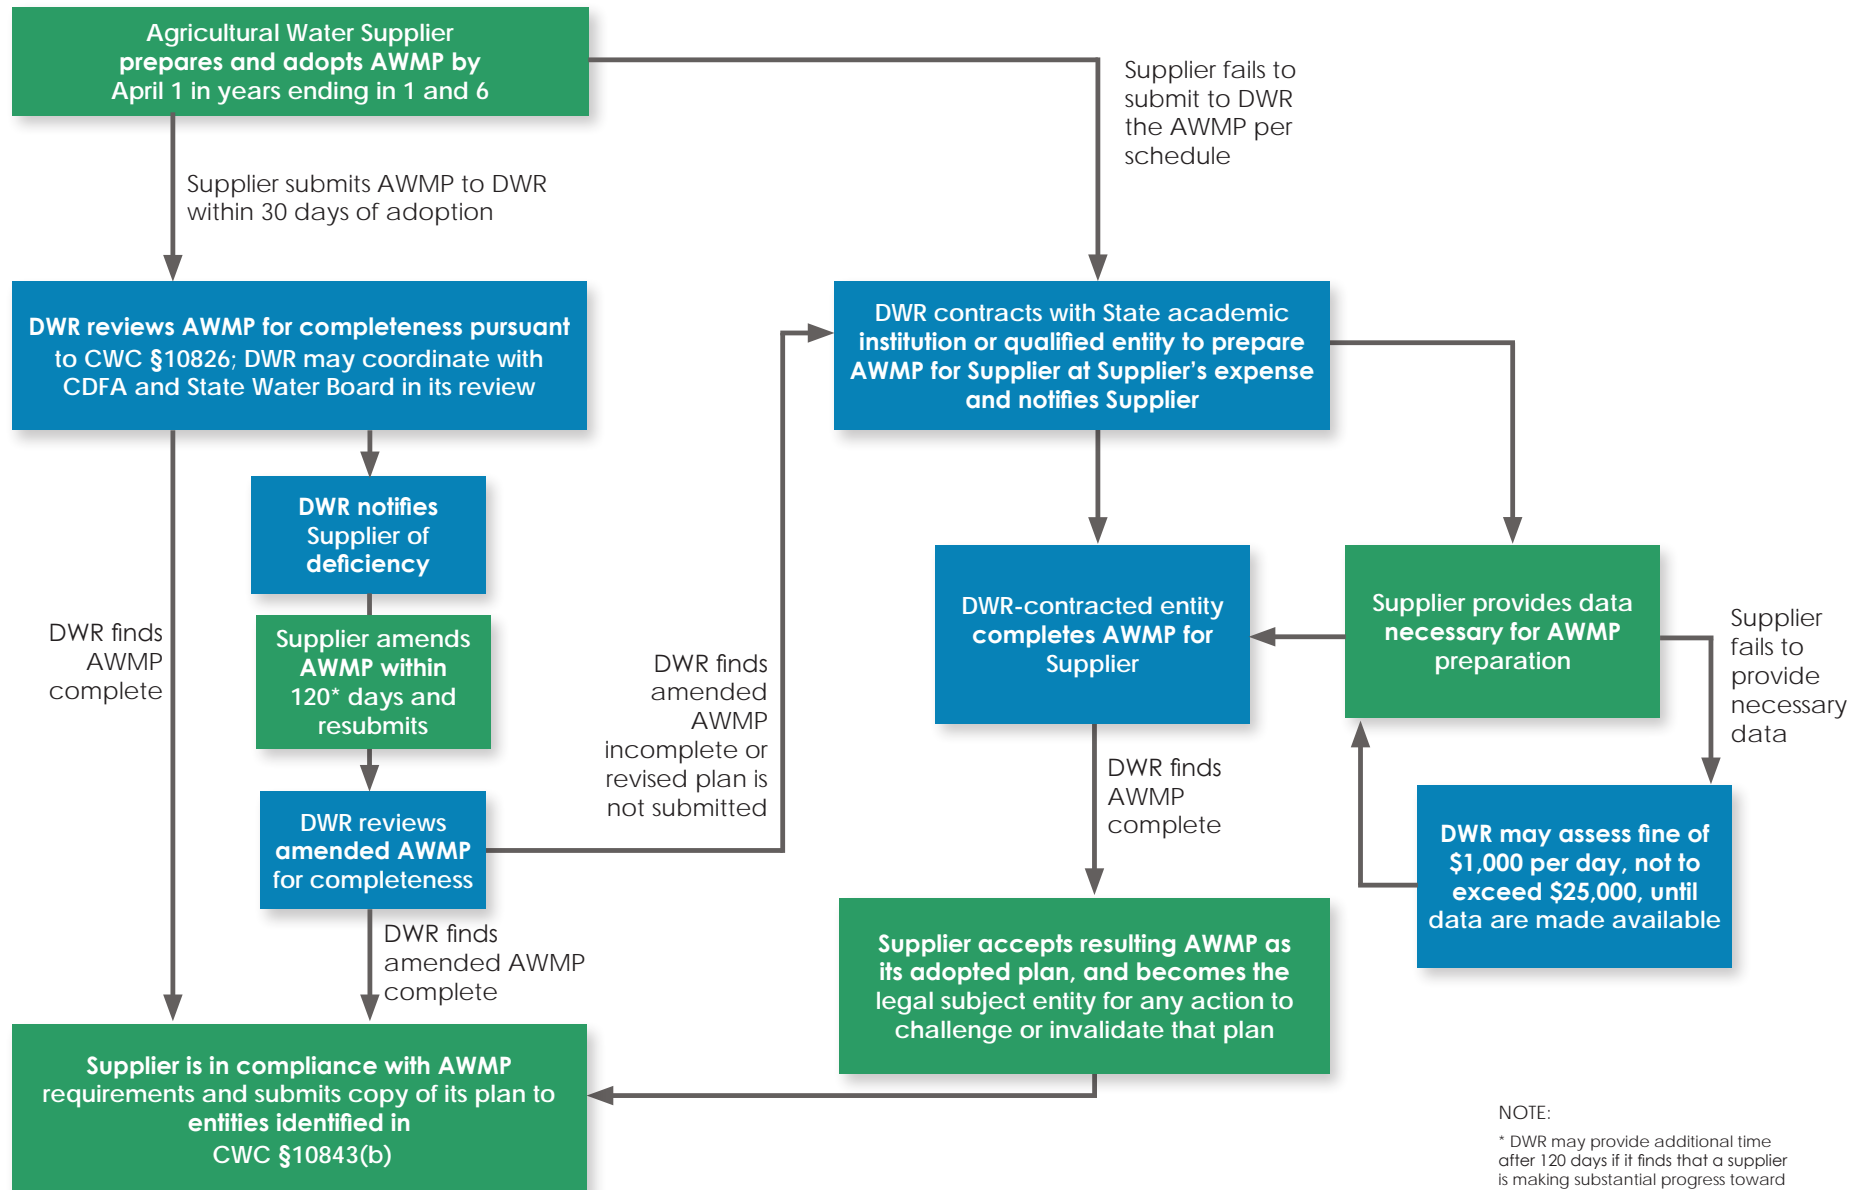 Agricultural Water Supplier
prepares and adopts AWMP by
April 1 in years ending in 1 and 6
Supplier fails to
submit to DWR
the AWMP per
schedule
Supplier submits AWMP to DWR
within 30 days of adoption
DWR reviews AWMP for completeness pursuant
to CWC §10826; DWR may coordinate with
CDFA and State Water Board in its review
DWR contracts with State academic
institution or qualified entity to prepare
AWMP for Supplier at Supplier’s expense
and notifies Supplier
DWR notifies
Supplier of
deficiency
DWR finds
AWMP
complete
Supplier amends
AWMP within
120* days and
resubmits
DWR finds
amended
AWMP
incomplete or
revised plan is
not submitted
DWR-contracted entity
completes AWMP for
Supplier
Supplier provides data
necessary for AWMP
preparation
Supplier
fails to
provide
necessary
data
DWR reviews
amended AWMP
for completeness
DWR finds
AWMP
complete
DWR may assess fine of
$1,000 per day, not to
exceed $25,000, until
data are made available
DWR finds
amended AWMP
complete
Supplier accepts resulting AWMP as
its adopted plan, and becomes the
legal subject entity for any action to
challenge or invalidate that plan
Supplier is in compliance with AWMP
requirements and submits copy of its plan to
entities identified in
CWC §10843(b)
NOTE:
* DWR may provide additional time
after 120 days if it finds that a supplier
is making substantial progress toward